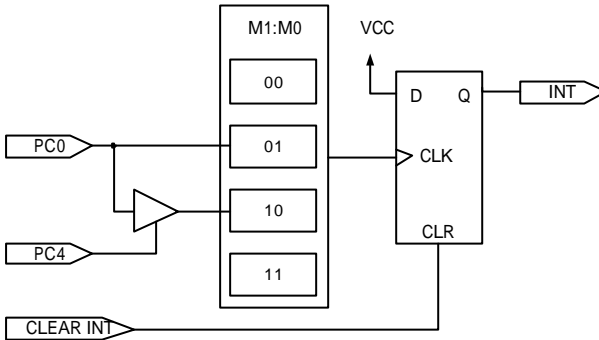 M1:M0
VCC
00
D Q
INT
PC0
01
CLK
10
PC4
CLR
11
CLEAR INT